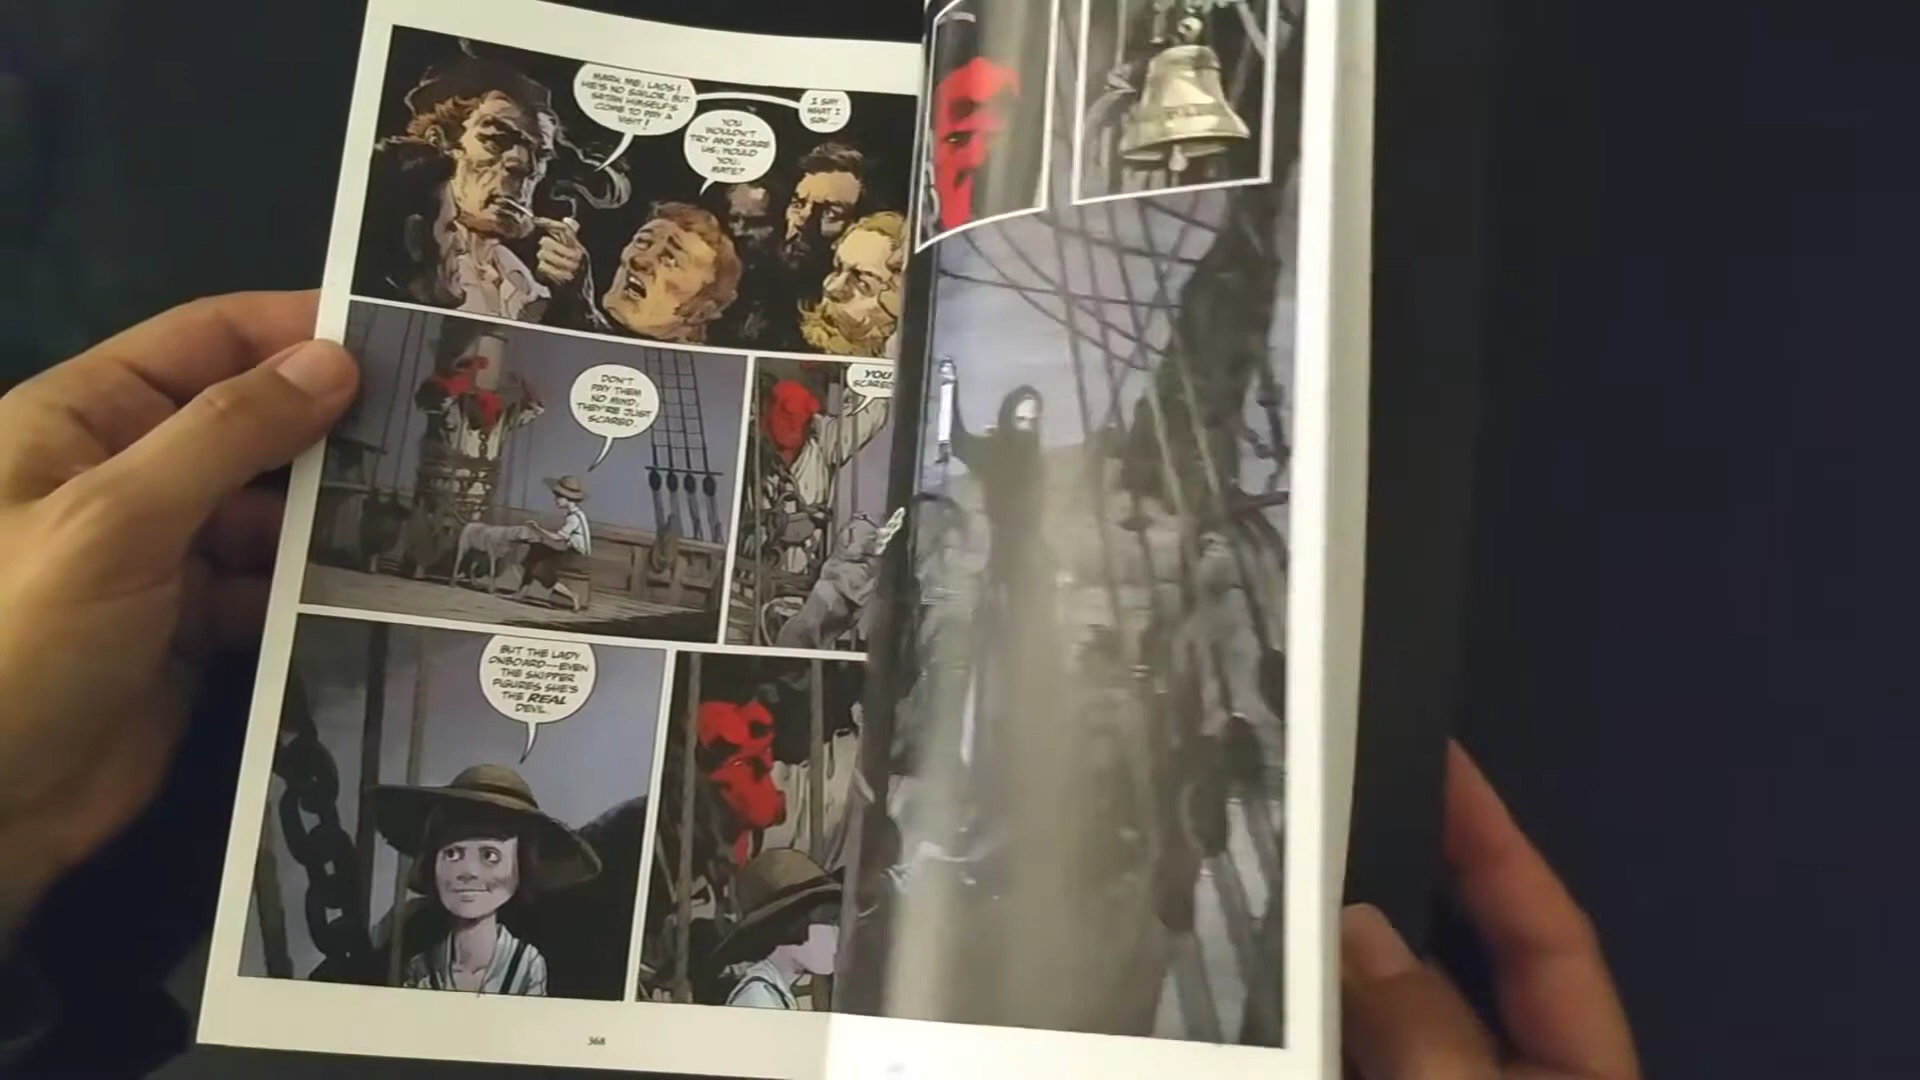 MARK ME, LADS!
HE'S NO SAILOR, BUT
SATAN HIMSELF'S
COME TO PAY A
VISIT!
I SAY
WHAT I
SAY...
YOU
WOULDN'T
TRY AND SCARE
US, WOULD
YOU,
MATE?
DON'T
PAY THEM
NO MIND,
THEY'RE JUST
SCARED.
YOU
SCARED
BUT THE LADY
ONBOARD--EVEN
THE SKIPPER
FIGURES SHE'S
THE REAL
DEVIL.
368